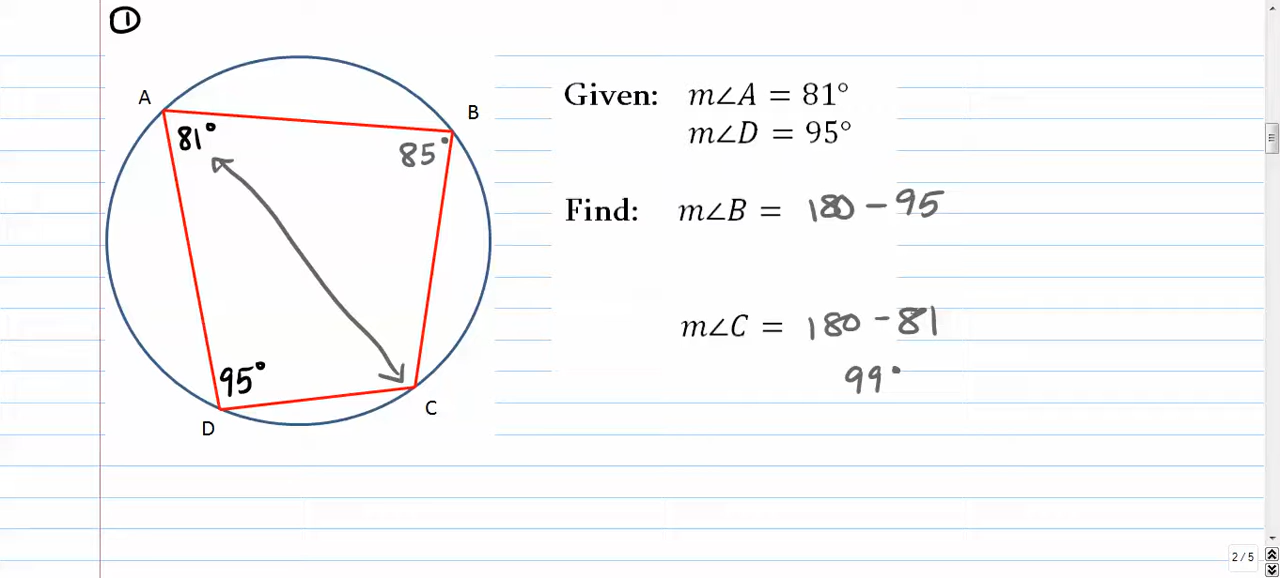 ①
A
B
81°
85°
95°
D
C
Given: m∠A = 81°
m∠D = 95°
Find: m∠B = 180 - 95
m∠C = 180 - 81
99°
2 / 5